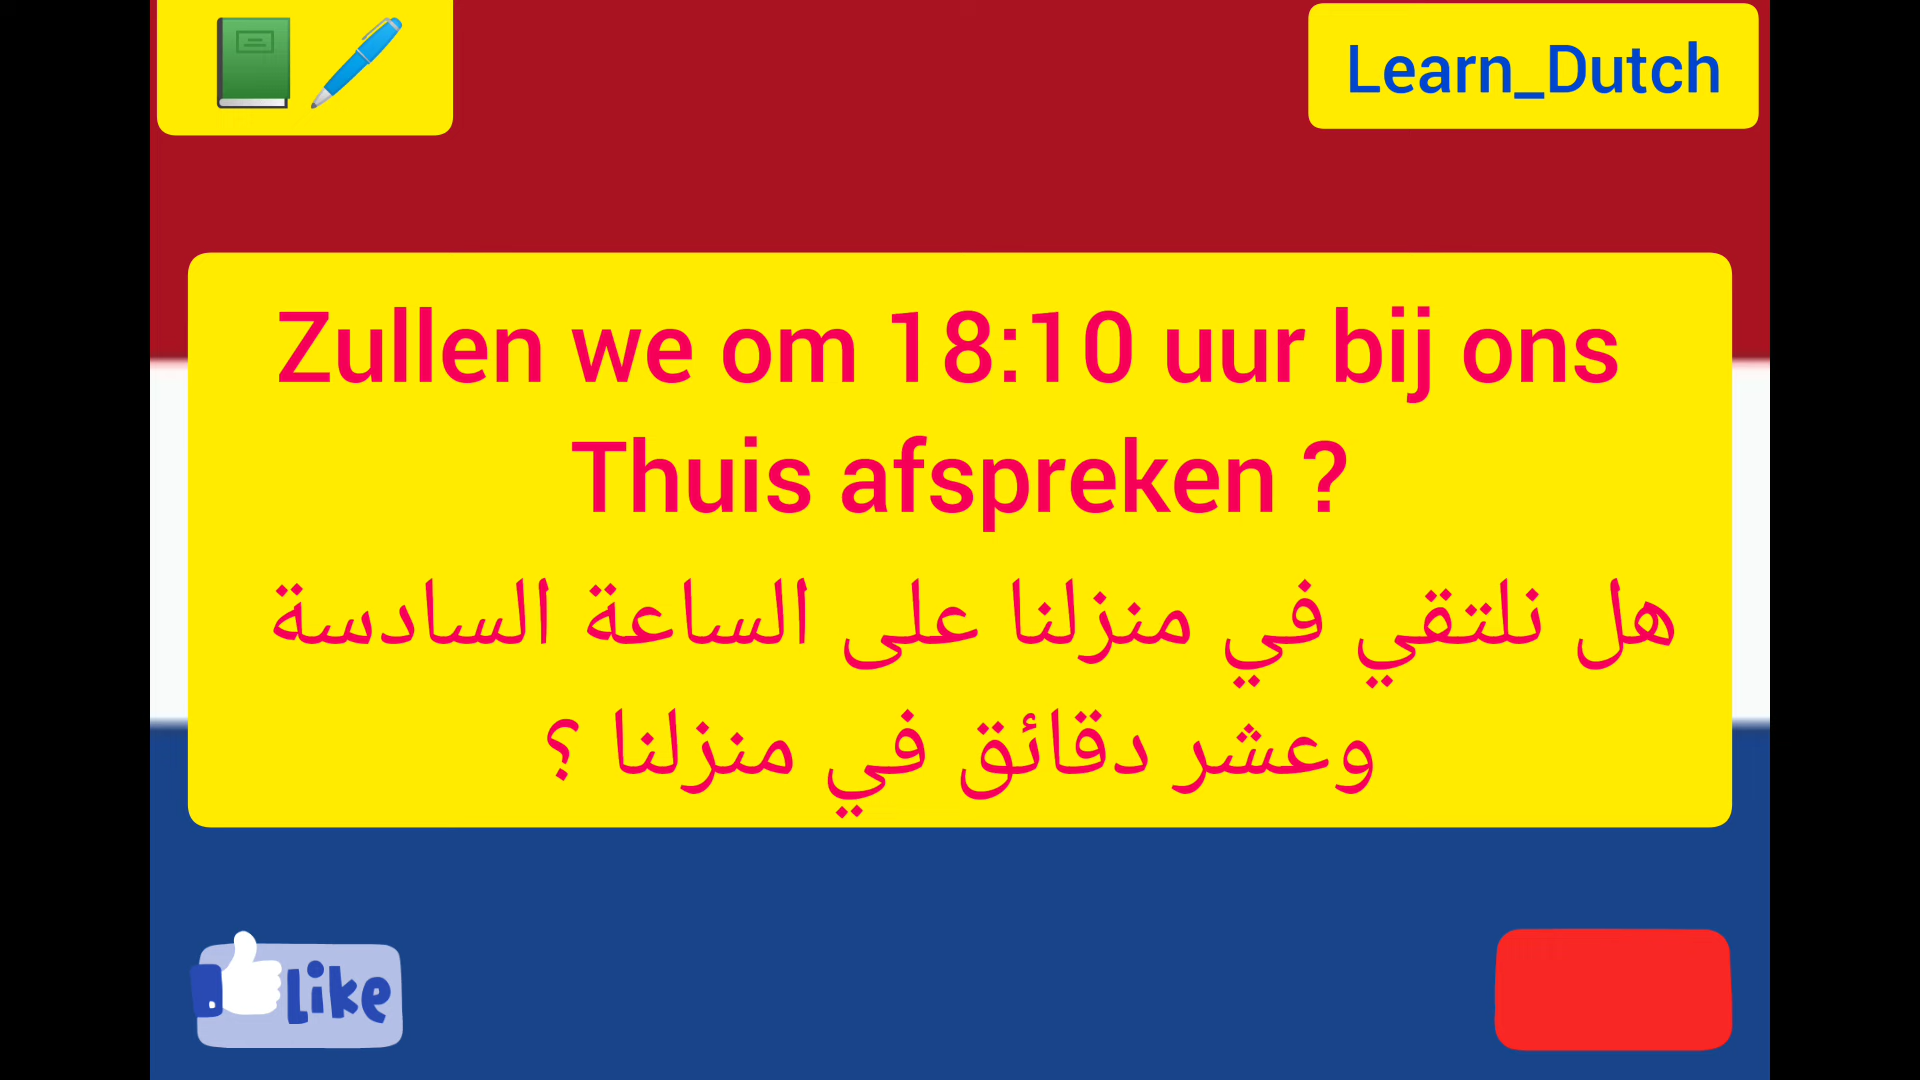 Learn_Dutch
Zullen we om 18:10 uur bij ons
Thuis afspreken ?
هل نلتقي في منزلنا على الساعة السادسة
وعشر دقائق في منزلنا ؟
Like